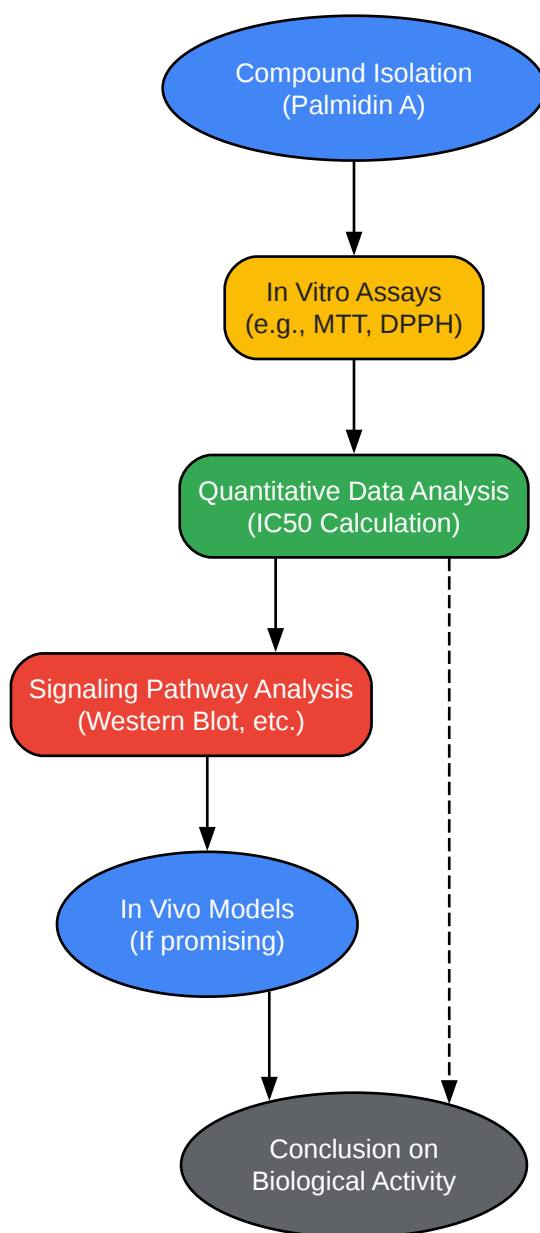 Compound Isolation
(Palmidin A)
In Vitro Assays
(e.g., MTT, DPPH)
Quantitative Data Analysis
(IC50 Calculation)
Signaling Pathway Analysis
(Western Blot, etc.)
In Vivo Models
(If promising)
Conclusion on
Biological Activity